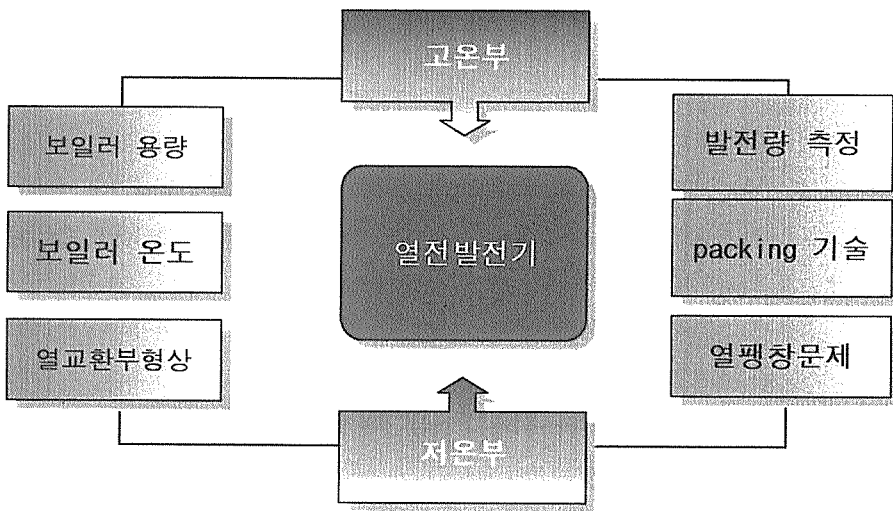 고온부
보일러 용량
발전량 측정
보일러 온도
열전발전기
packing 기술
열교환부형상
열팽창문제
저온부